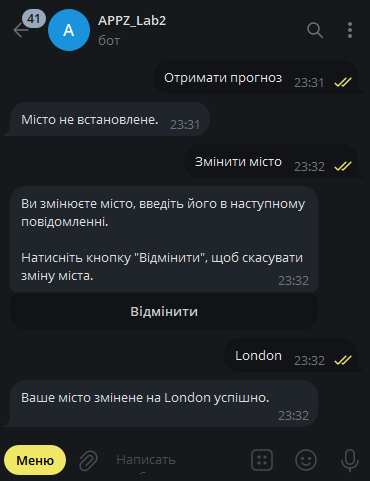 41
A
APPZ_Lab2
бот
Отримати прогноз 23:31
Місто не встановлене. 23:31
Змінити місто 23:32
Ви змінюєте місто, введіть його в наступному
повідомленні.
Натисніть кнопку "Відмінити", щоб скасувати
зміну міста. 23:32
Відмінити
London 23:32
Ваше місто змінене на London успішно.
23:32
Меню Написать